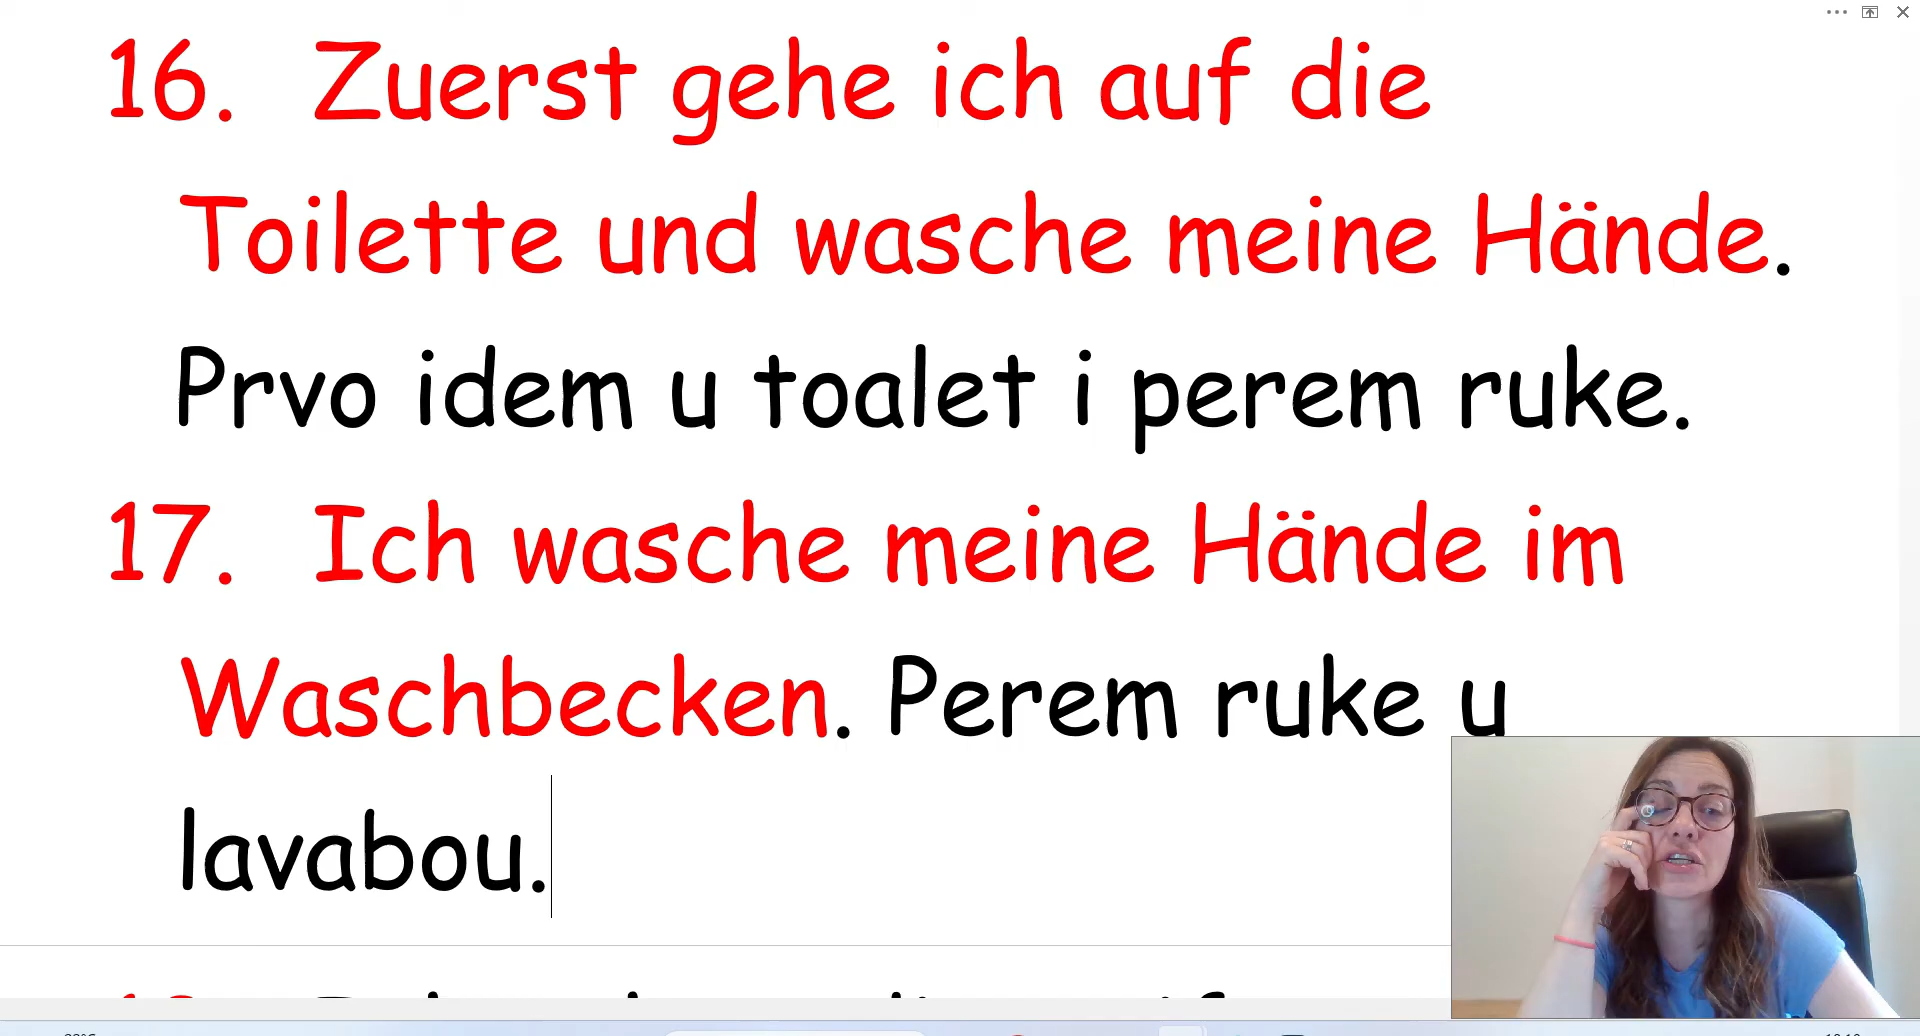 16. Zuerst gehe ich auf die
Toilette und wasche meine Hände.
Prvo idem u toalet i perem ruke.
17. Ich wasche meine Hände im
Waschbecken. Perem ruke u
lavabou.